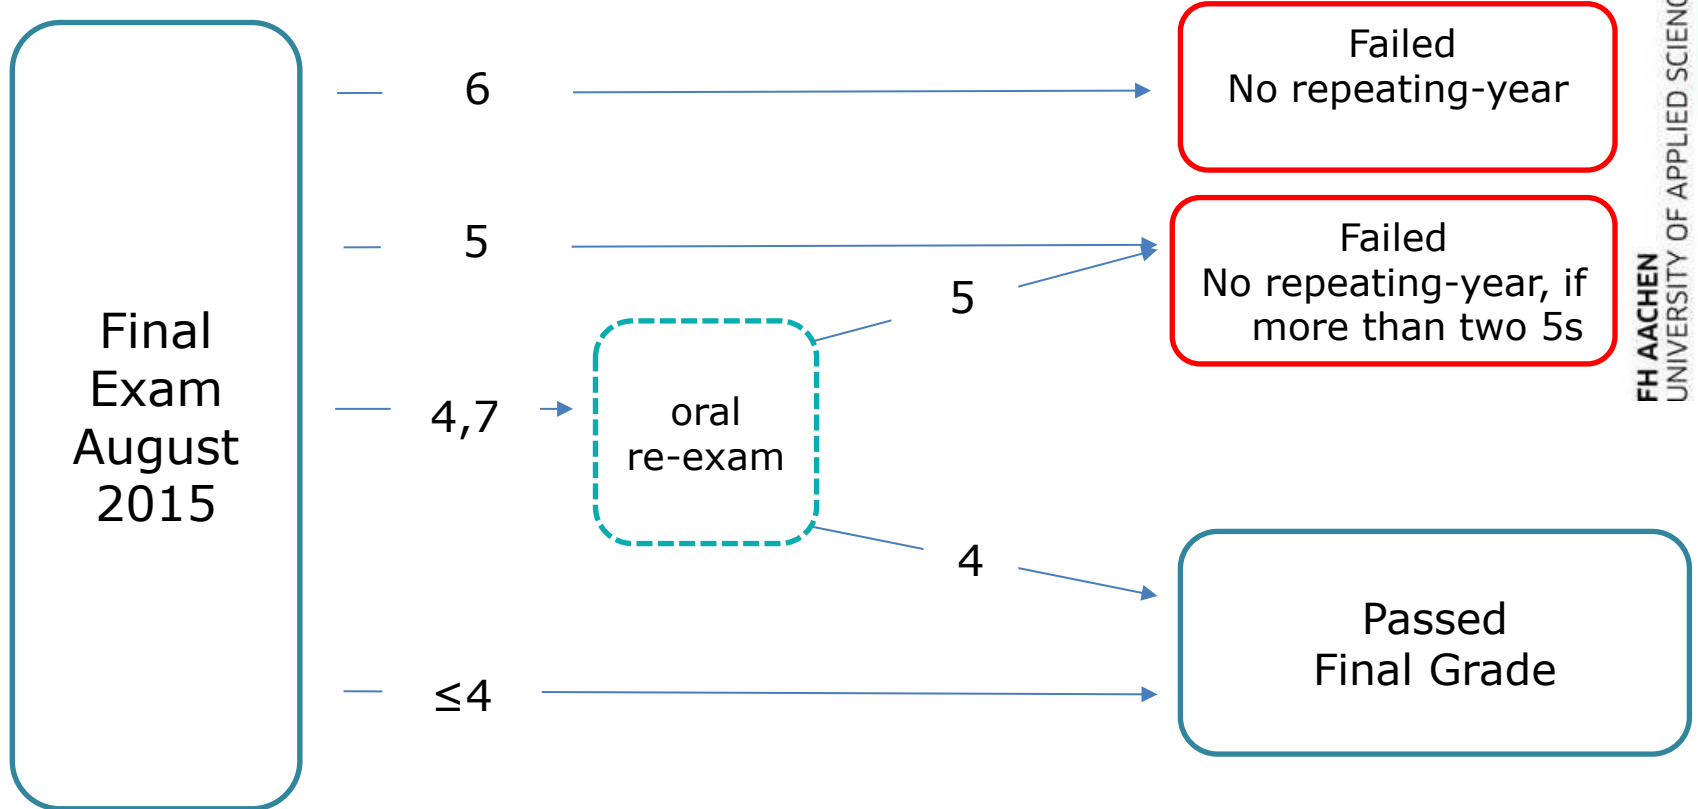 Final
Exam
August
2015
6
Failed
No repeating-year
5
Failed
No repeating-year, if
more than two 5s
4,7
oral
re-exam
5
4
≤4
Passed
Final Grade
FH AACHEN
UNIVERSITY OF APPLIED SCIENC